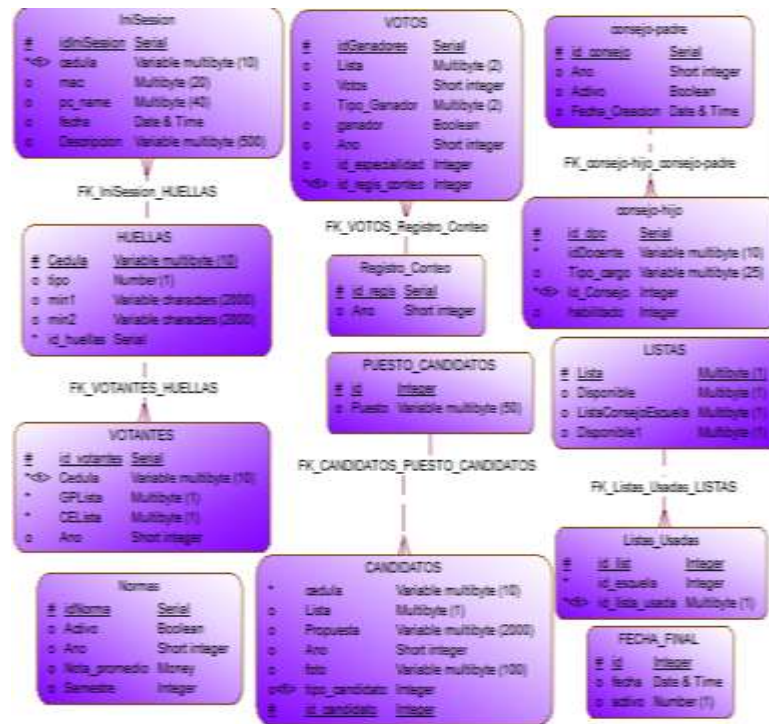 IniSession
# idIniSession Serial
*<fi> cedula Variable multibyte (10)
o mac Multibyte (20)
o pc_name Multibyte (40)
o fecha Date & Time
o Descripcion Variable multibyte (500)
FK_IniSession_HUELLAS
HUELLAS
# Cedula Variable multibyte (10)
o tipo Number (1)
o min1 Variable characters (2000)
o min2 Variable characters (2000)
* id_huellas Serial
FK_VOTANTES_HUELLAS
VOTANTES
# id_votantes Serial
*<fi> Cedula Variable multibyte (10)
* GPLista Multibyte (1)
* CELista Multibyte (1)
o Ano Short integer
Normas
# idNorma Serial
o Activo Boolean
o Ano Short integer
o Nota_promedio Money
o Semestre Integer
VOTOS
# idGanadores Serial
o Lista Multibyte (2)
o Votos Short integer
o Tipo_Ganador Multibyte (2)
o ganador Boolean
o Ano Short integer
o id_especialidad Integer
*<fi> id_regis_conteo Integer
FK_VOTOS_Registro_Conteo
Registro_Conteo
# id_regis Serial
o Ano Short integer
PUESTO_CANDIDATOS
# id Integer
o Puesto Variable multibyte (50)
FK_CANDIDATOS_PUESTO_CANDIDATOS
CANDIDATOS
* cedula Variable multibyte (10)
o Lista Multibyte (1)
o Propuesta Variable multibyte (2000)
o Ano Short integer
o foto Variable multibyte (100)
o<fi> tipo_candidato Integer
# id_candidato Integer
consejo-padre
# id_consejo Serial
o Ano Short integer
o Activo Boolean
o Fecha_Creacion Date & Time
FK_consejo-hijo_consejo-padre
consejo-hijo
# id_dpc Serial
* idDocente Variable multibyte (10)
o Tipo_cargo Variable multibyte (25)
*<fi> Id_Consejo Integer
o habilitado Integer
LISTAS
# Lista Multibyte (1)
o Disponible Multibyte (1)
o ListaConsejoEscuela Multibyte (1)
o Disponible1 Multibyte (1)
FK_Listas_Usadas_LISTAS
Listas_Usadas
# id_list Integer
* id_escuela Integer
*<fi> id_lista_usada Multibyte (1)
FECHA_FINAL
# id Integer
o fecha Date & Time
o activo Number (1)